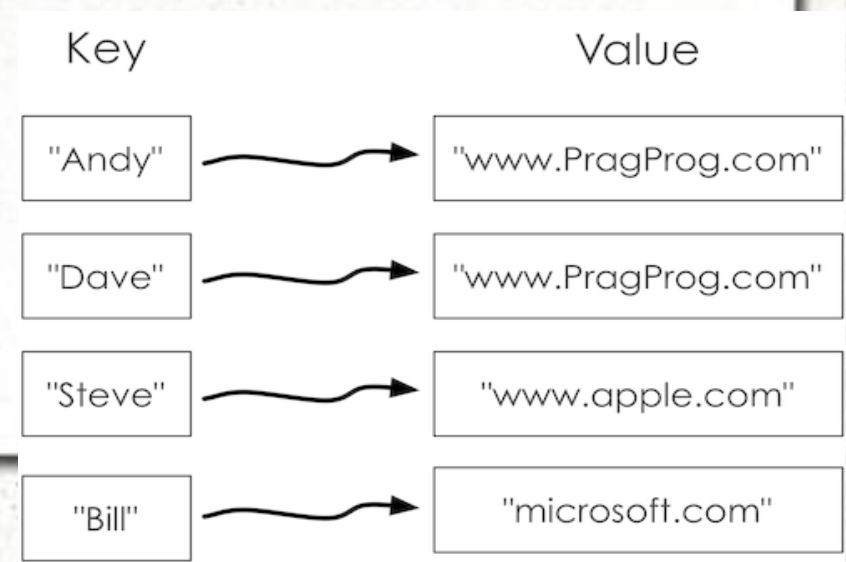 Key Value
"Andy" "www.PragProg.com"
"Dave" "www.PragProg.com"
"Steve" "www.apple.com"
"Bill" "microsoft.com"